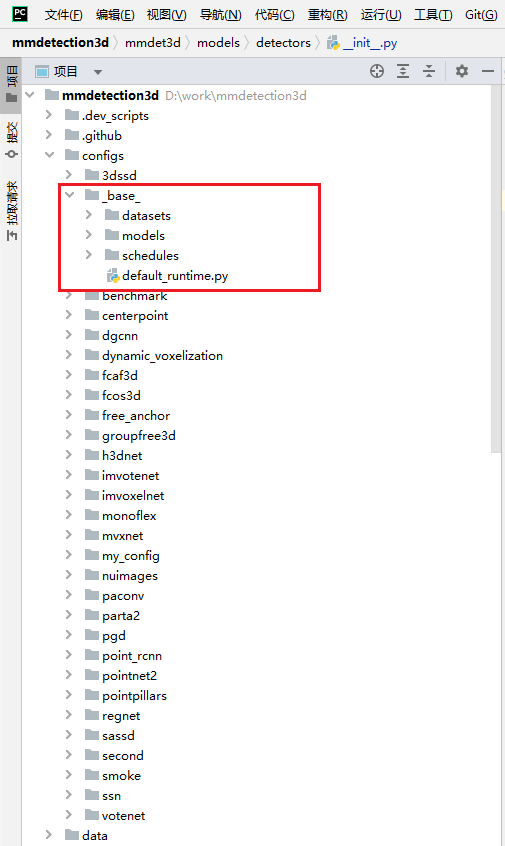 PC 文件(F) 编辑(E) 视图(V) 导航(N) 代码(C) 重构(R) 运行(U) 工具(T) Git(G)
mmdetection3d mmdet3d models detectors __init__.py
项目
提交
拉取请求
项目
mmdetection3d D:\work\mmdetection3d
.dev_scripts
.github
configs
3dssd
_base_
datasets
models
schedules
default_runtime.py
benchmark
centerpoint
dgcnn
dynamic_voxelization
fcaf3d
fcos3d
free_anchor
groupfree3d
h3dnet
imvotenet
imvoxelnet
monoflex
mvxnet
my_config
nuimages
paconv
parta2
pgd
point_rcnn
pointnet2
pointpillars
regnet
sassd
second
smoke
ssn
votenet
data